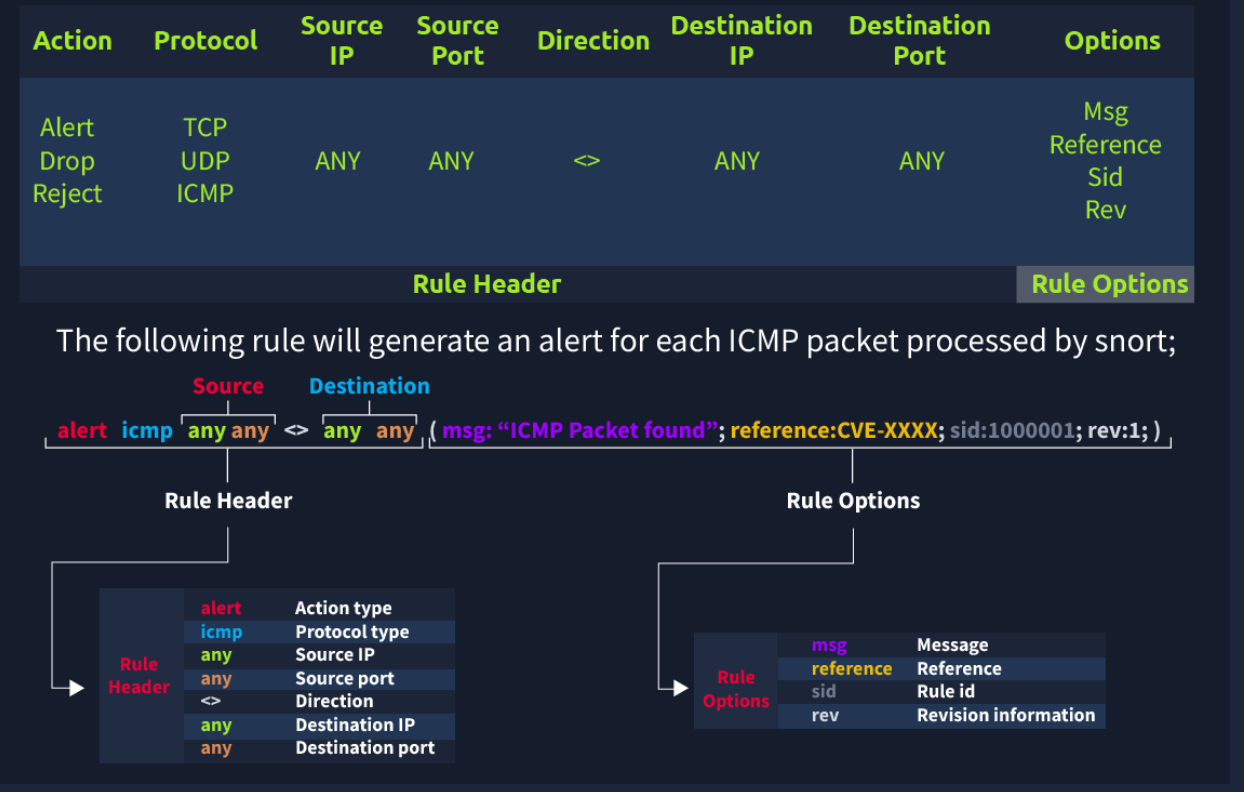 Action Protocol Source IP Source Port Direction Destination IP Destination Port Options
Alert
Drop
Reject
TCP
UDP
ICMP
ANY
ANY
<>
ANY
ANY
Msg
Reference
Sid
Rev
Rule Header
Rule Options
The following rule will generate an alert for each ICMP packet processed by snort;
Source Destination
alert icmp any any <> any any ( msg: “ICMP Packet found”; reference:CVE-XXXX; sid:1000001; rev:1; )
Rule Header
Rule Options
Rule
Header
alert Action type
icmp Protocol type
any Source IP
any Source port
<> Direction
any Destination IP
any Destination port
Rule
Options
msg Message
reference Reference
sid Rule id
rev Revision information